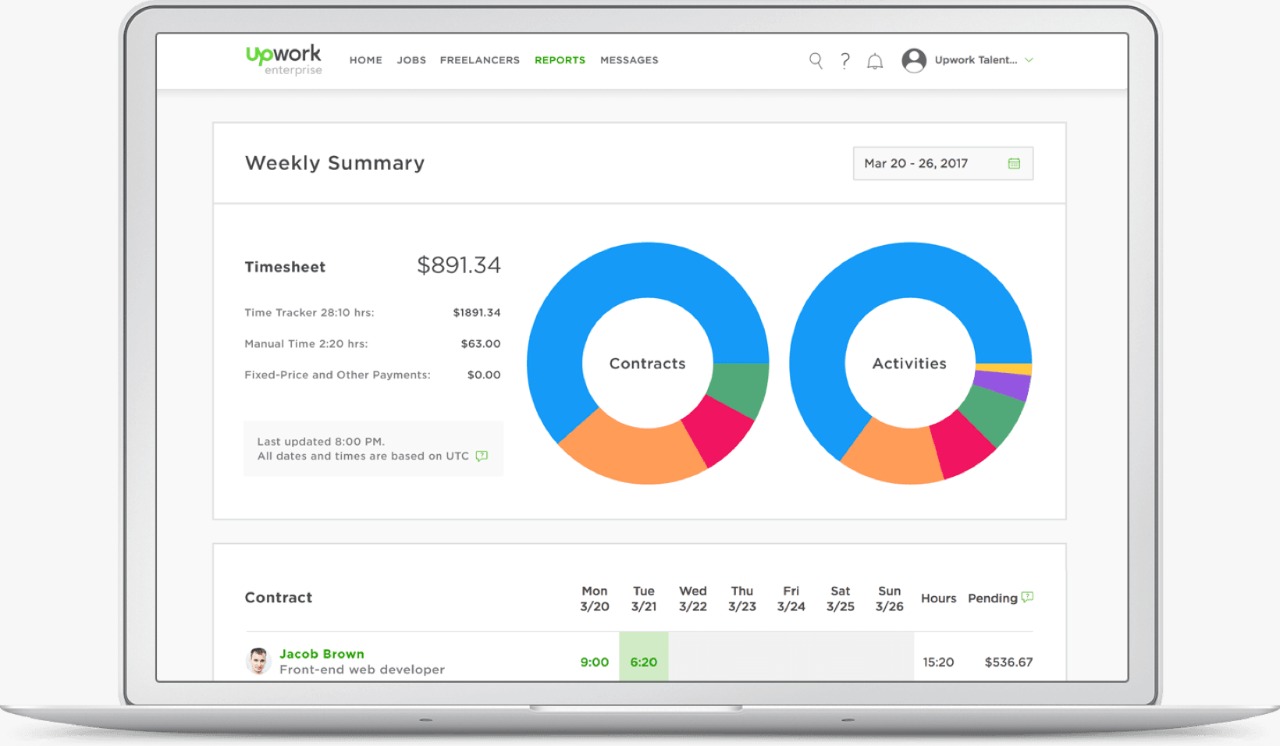 Upwork
enterprise
HOME JOBS FREELANCERS REPORTS MESSAGES
? Upwork Talent...
Weekly Summary
Mar 20 - 26, 2017
Timesheet $891.34
Time Tracker 28:10 hrs: $1891.34
Manual Time 2:20 hrs: $63.00
Fixed-Price and Other Payments: $0.00
Last updated 8:00 PM.
All dates and times are based on UTC ?
Contracts
Activities
Contract
Mon Tue Wed Thu Fri Sat Sun
3/20 3/21 3/22 3/23 3/24 3/25 3/26
Hours Pending ?
Jacob Brown
Front-end web developer
9:00 6:20 15:20 $536.67